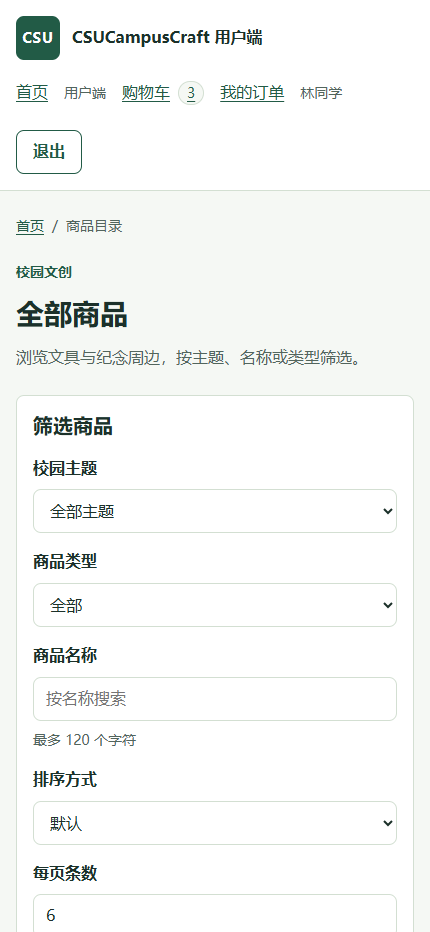 CSU CSUCampusCraft 用户端
首页 用户端 购物车 3 我的订单 林同学
退出
首页 / 商品目录
校园文创
全部商品
浏览文具与纪念周边，按主题、名称或类型筛选。
筛选商品
校园主题
全部主题
商品类型
全部
商品名称
按名称搜索
最多 120 个字符
排序方式
默认
每页条数
6